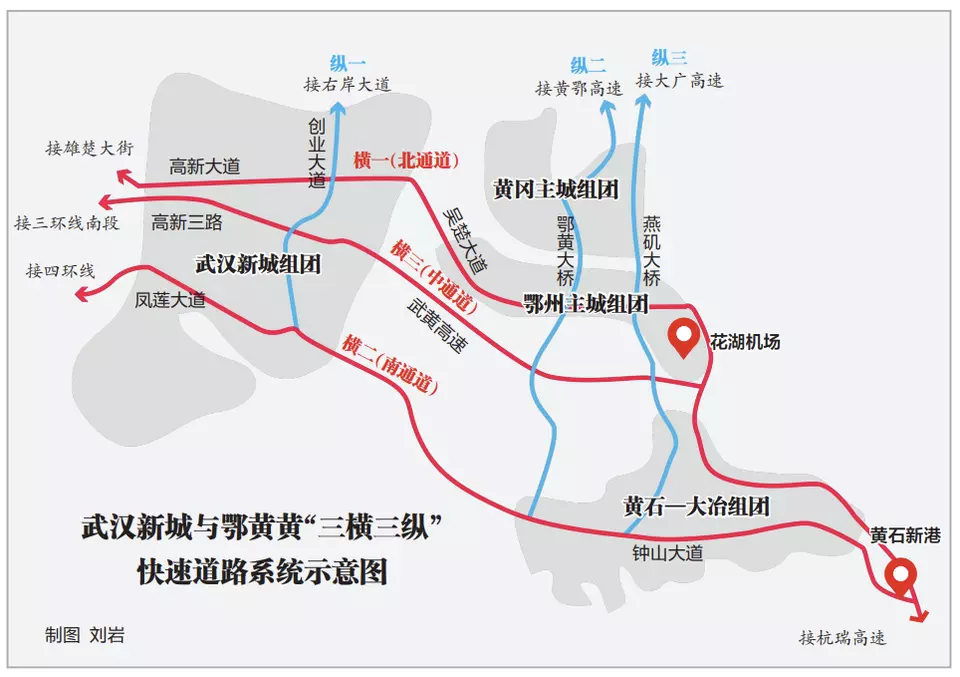 纵一
接右岸大道
纵二
接黄鄂高速
纵三
接大广高速
接雄楚大街
高新大道
创业大道
横一(北通道)
黄冈主城组团
接三环线南段
高新三路
吴楚大道
鄂黄大桥
燕矶大桥
武汉新城组团
横三(中通道)
接四环线
凤莲大道
武黄高速
鄂州主城组团
花湖机场
横二(南通道)
黄石—大冶组团
武汉新城与鄂黄黄“三横三纵”
快速道路系统示意图
钟山大道
黄石新港
制图 刘岩
接杭瑞高速